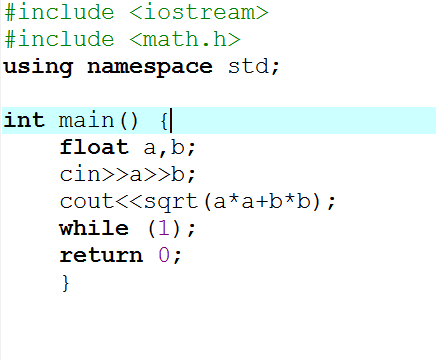 #include <iostream>
#include <math.h>
using namespace std;
int main() {
float a,b;
cin>>a>>b;
cout<<sqrt(a*a+b*b);
while (1);
return 0;
}